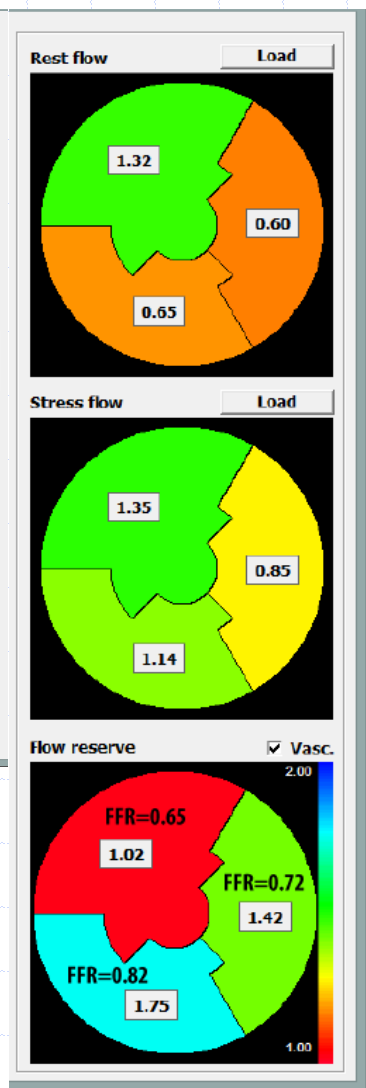 Rest flow Load
1.32
0.60
0.65
Stress flow Load
1.35
0.85
1.14
Flow reserve Vasc.
2.00
FFR=0.65
1.02
FFR=0.72
1.42
FFR=0.82
1.75
1.00